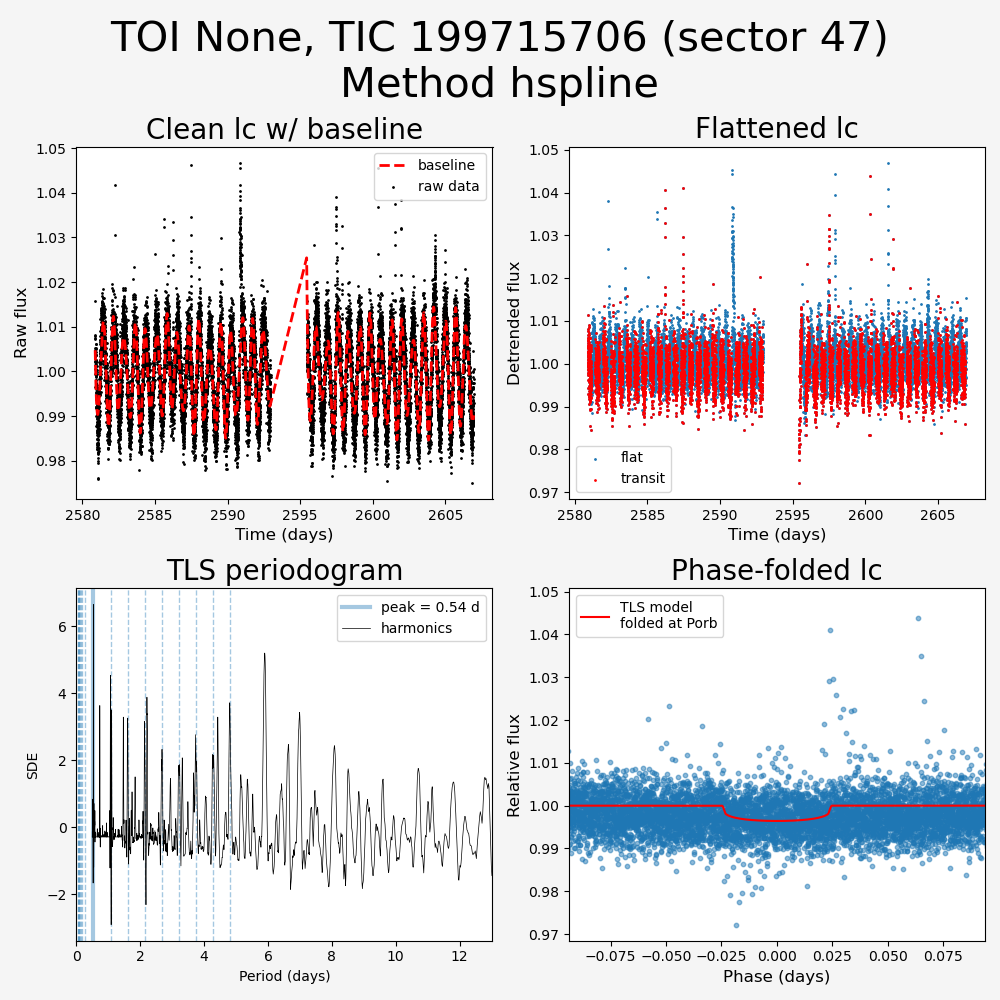 TOI None, TIC 199715706 (sector 47)
Method hspline
Clean lc w/ baseline
Raw flux
1.05
1.04
1.03
1.02
1.01
1.00
0.99
0.98
baseline
raw data
2580
2585
2590
2595
2600
2605
Time (days)
Flattened lc
Detrended flux
1.05
1.04
1.03
1.02
1.01
1.00
0.99
0.98
0.97
flat
transit
2580
2585
2590
2595
2600
2605
Time (days)
TLS periodogram
SDE
6
4
2
0
−2
peak = 0.54 d
harmonics
0
2
4
6
8
10
12
Period (days)
Phase-folded lc
Relative flux
1.05
1.04
1.03
1.02
1.01
1.00
0.99
0.98
0.97
TLS model
folded at Porb
−0.075
−0.050
−0.025
0.000
0.025
0.050
0.075
Phase (days)